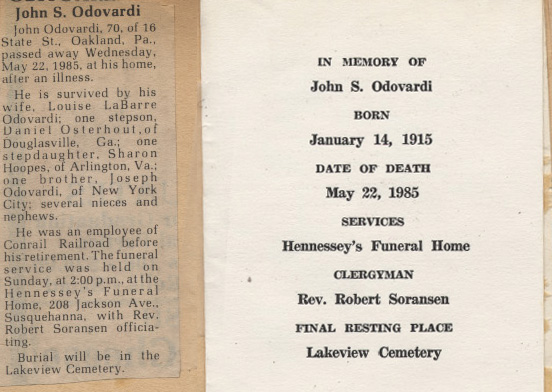 John S. Odovardi
John Odovardi, 70, of 16
State St., Oakland, Pa.,
passed away Wednesday,
May 22, 1985, at his home,
after an illness.
He is survived by his
wife, Louise LaBarre
Odovardi; one stepson,
Daniel Osterhout, of
Douglasville, Ga.; one
stepdaughter, Sharon
Hoopes, of Arlington, Va.;
one brother, Joseph
Odovardi, of New York
City; several nieces and
nephews.
He was an employee of
Conrail Railroad before
his retirement. The funeral
service was held on
Sunday, at 2:00 p.m., at the
Hennessey's Funeral
Home, 208 Jackson Ave.,
Susquehanna, with Rev.
Robert Soransen officia-
ting.
Burial will be in the
Lakeview Cemetery.
IN MEMORY OF
John S. Odovardi
BORN
January 14, 1915
DATE OF DEATH
May 22, 1985
SERVICES
Hennessey's Funeral Home
CLERGYMAN
Rev. Robert Soransen
FINAL RESTING PLACE
Lakeview Cemetery